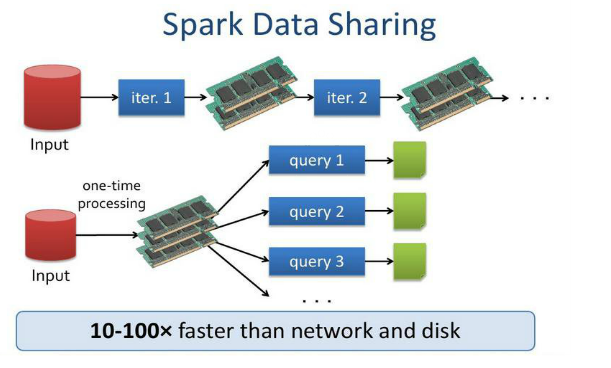 Spark Data Sharing
iter. 1
iter. 2
. . .
Input
one-time
processing
query 1
query 2
query 3
Input
. . .
10-100× faster than network and disk